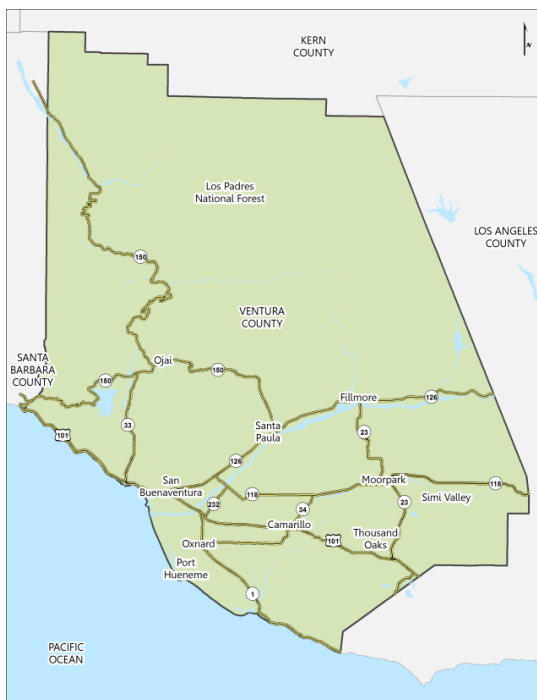 KERN
COUNTY
N
Los Padres
National Forest
LOS ANGELES
COUNTY
150
VENTURA
COUNTY
SANTA
BARBARA
COUNTY
Ojai
150
150
Fillmore
126
101
33
Santa
Paula
23
126
San
Buenaventura
Moorpark
118
118
Simi Valley
232
34
23
Camarillo
Thousand
Oaks
101
Oxnard
Port
Hueneme
1
PACIFIC
OCEAN